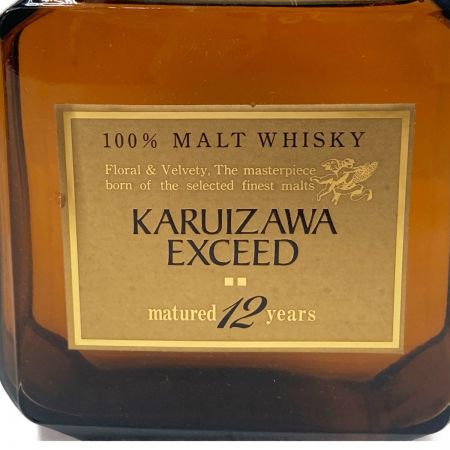 100% MALT WHISKY
Floral & Velvety, The masterpiece
born of the selected finest malts
KARUIZAWA
EXCEED
matured 12 years